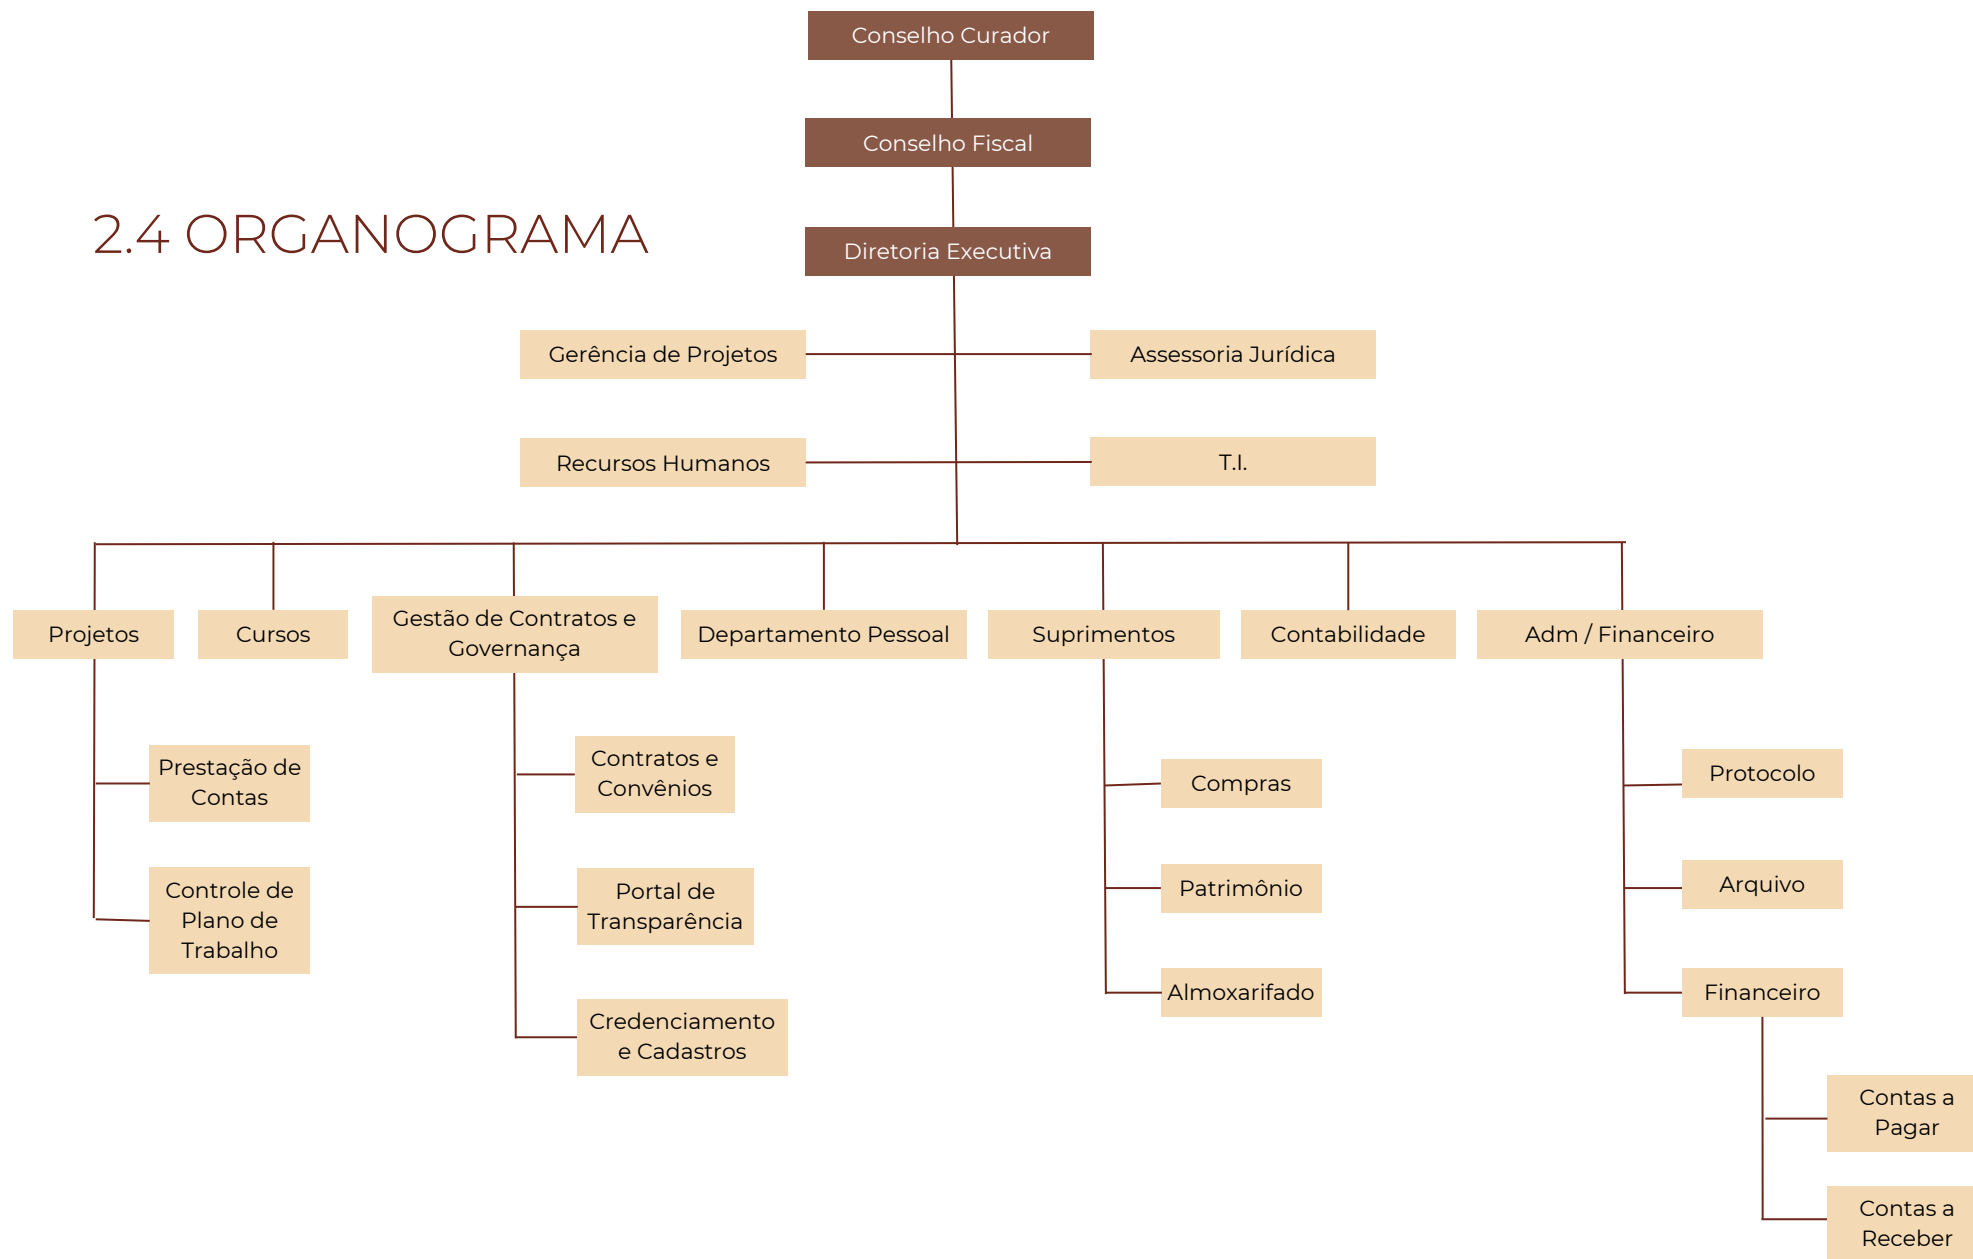 Conselho Curador
Conselho Fiscal
2.4 ORGANOGRAMA
Diretoria Executiva
Gerência de Projetos
Assessoria Jurídica
Recursos Humanos
T.I.
Projetos
Cursos
Gestão de Contratos e
Governança
Departamento Pessoal
Suprimentos
Contabilidade
Adm / Financeiro
Prestação de
Contas
Controle de
Plano de
Trabalho
Contratos e
Convênios
Portal de
Transparência
Credenciamento
e Cadastros
Compras
Patrimônio
Almoxarifado
Protocolo
Arquivo
Financeiro
Contas a
Pagar
Contas a
Receber